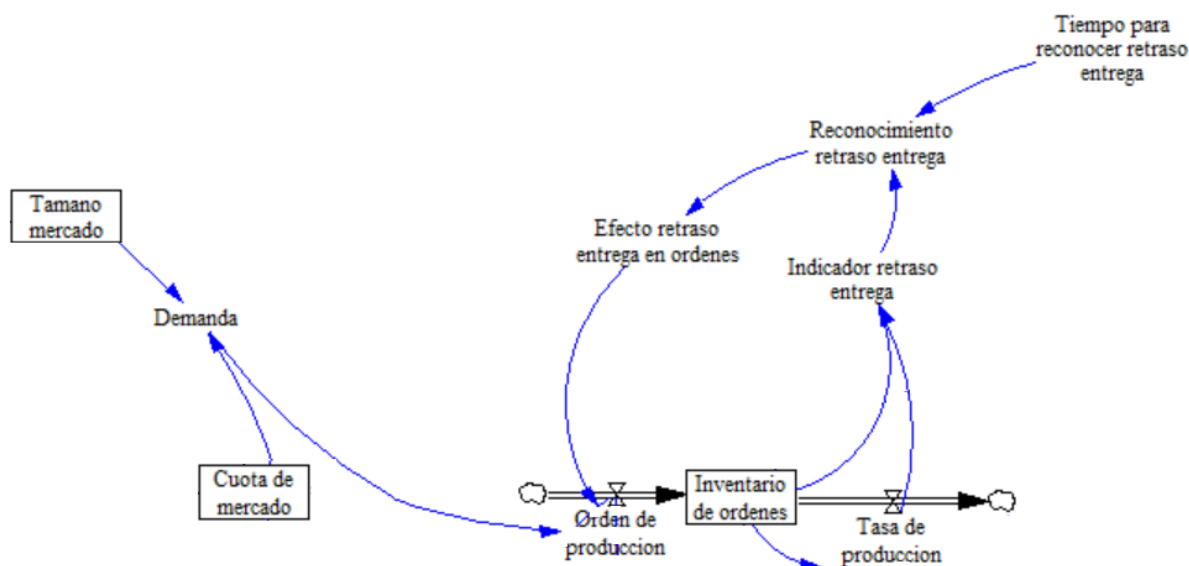 Tiempo para
reconocer retraso
entrega
Reconocimiento
retraso entrega
Tamano
mercado
Efecto retraso
entrega en ordenes
Indicador retraso
entrega
Demanda
Cuota de
mercado
Inventario
de ordenes
Orden de
produccion
Tasa de
produccion